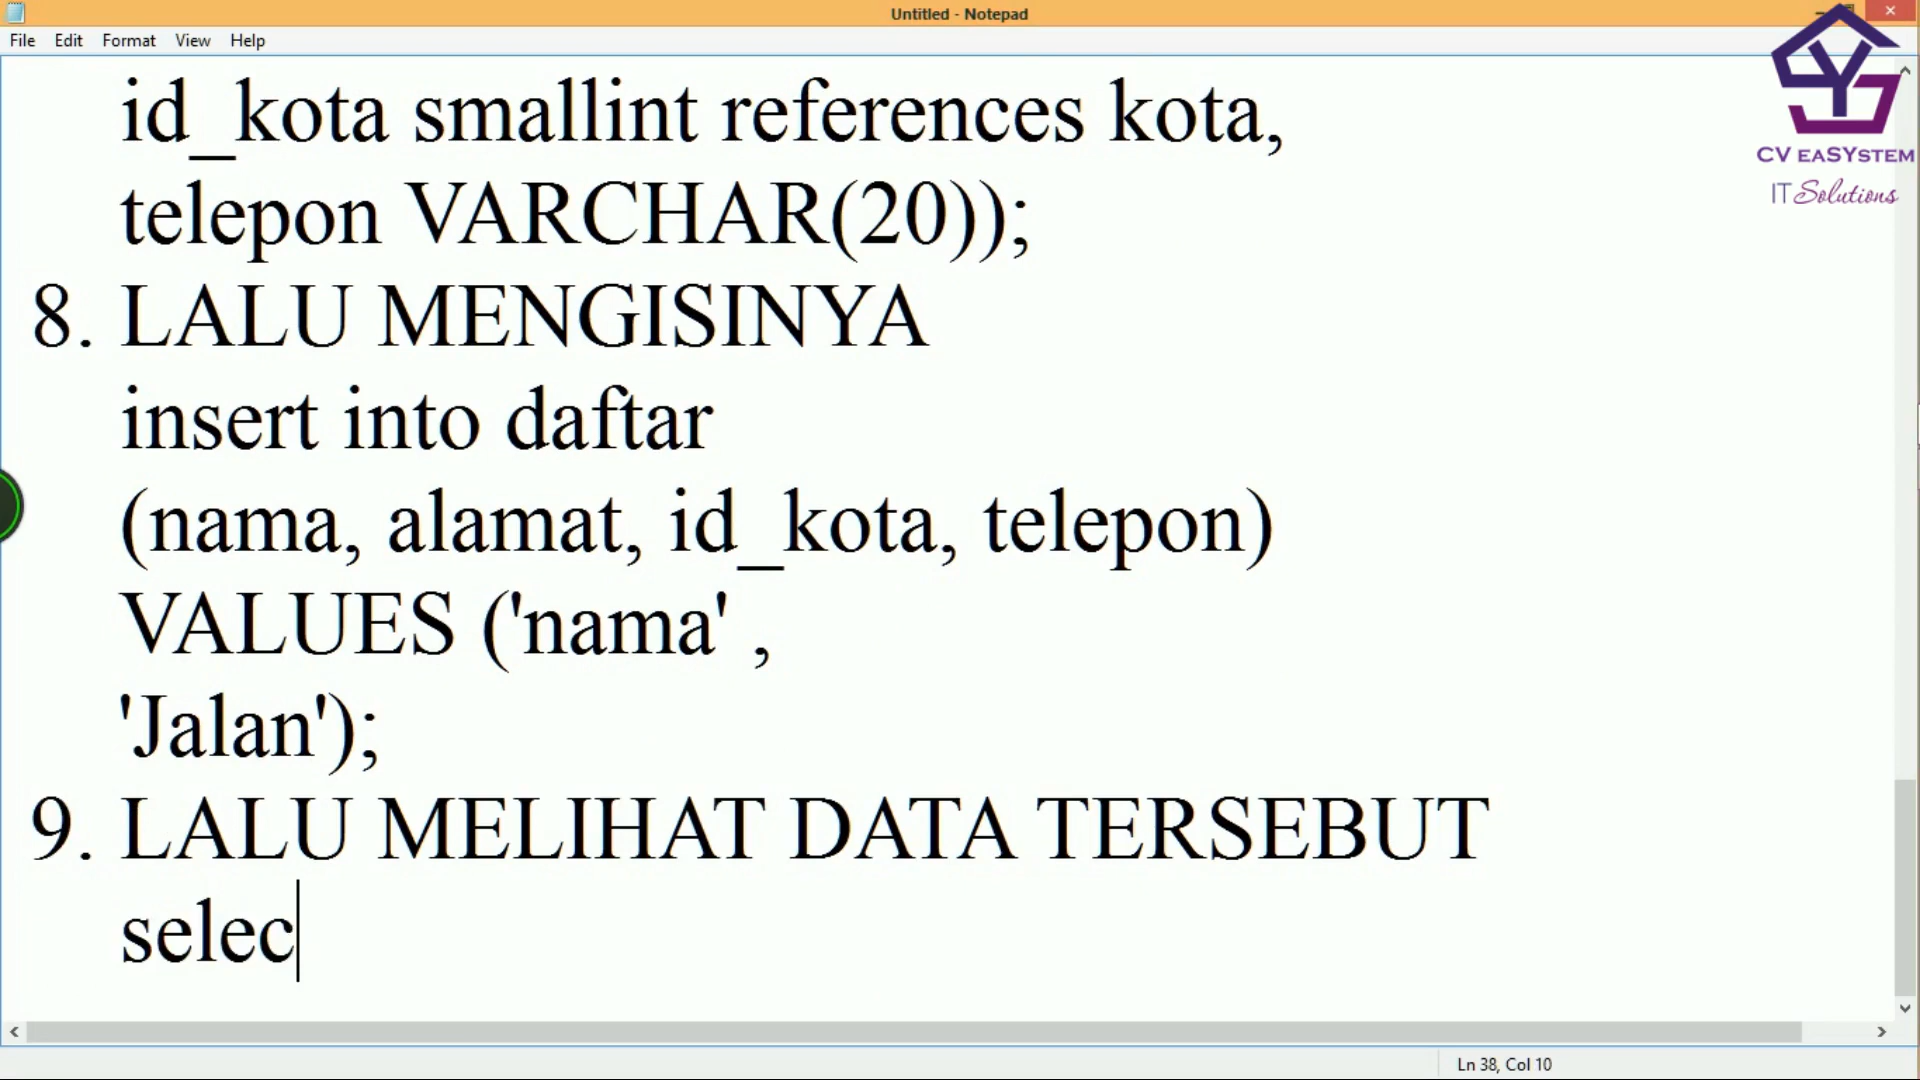 Untitled - Notepad
File Edit Format View Help
id_kota smallint references kota,
telepon VARCHAR(20));
8. LALU MENGISINYA
insert into daftar
(nama, alamat, id_kota, telepon)
VALUES ('nama' ,
'Jalan');
9. LALU MELIHAT DATA TERSEBUT
selec
CV EASYSTEM
IT Solutions
Ln 38, Col 10